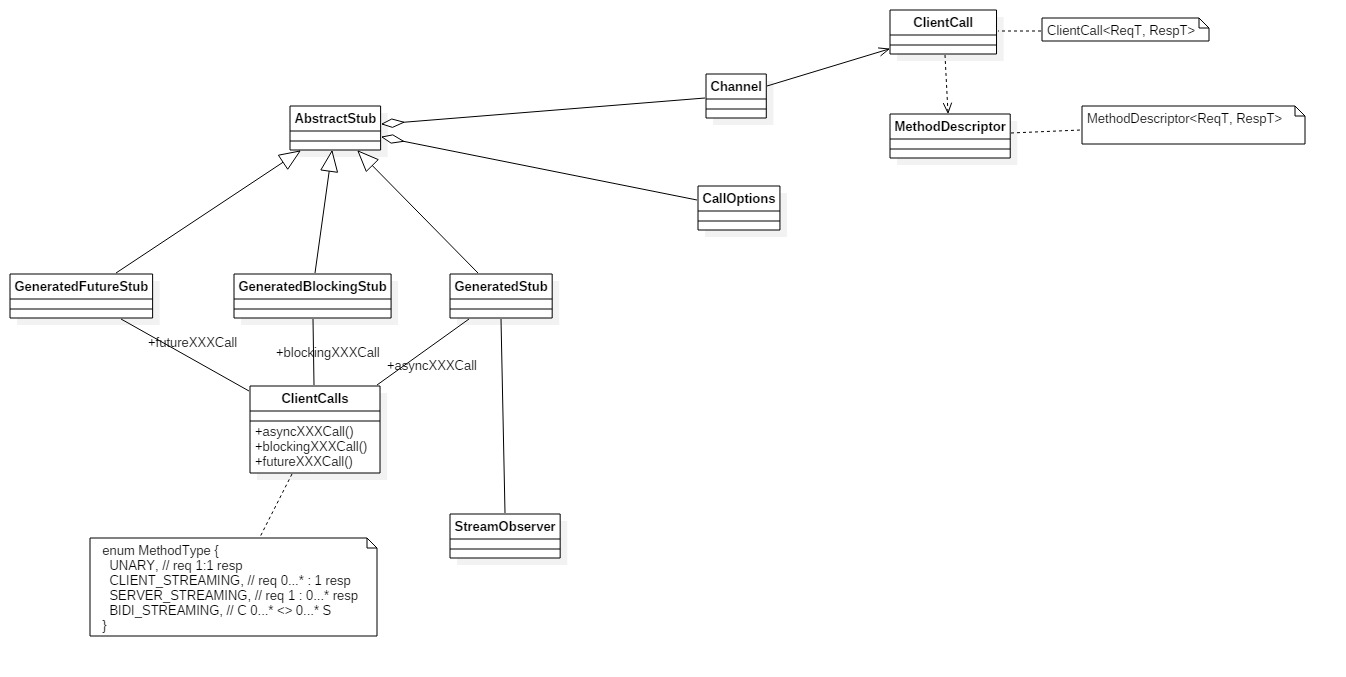 ClientCall
ClientCall<ReqT, RespT>
Channel
AbstractStub
MethodDescriptor
MethodDescriptor<ReqT, RespT>
CallOptions
GeneratedFutureStub
GeneratedBlockingStub
GeneratedStub
+futureXXXCall
+blockingXXXCall
+asyncXXXCall
ClientCalls
+asyncXXXCall()
+blockingXXXCall()
+futureXXXCall()
StreamObserver
enum MethodType {
UNARY, // req 1:1 resp
CLIENT_STREAMING, // req 0...* : 1 resp
SERVER_STREAMING, // req 1 : 0...* resp
BIDI_STREAMING, // C 0...* <> 0...* S
}